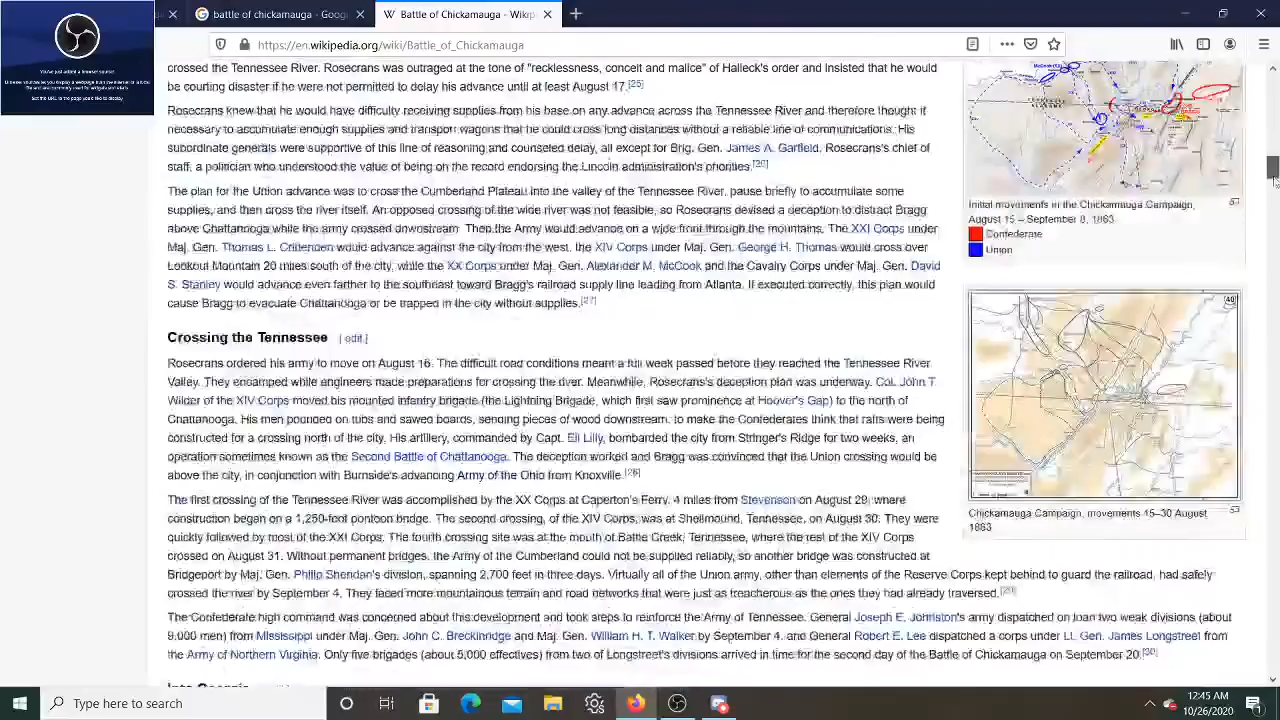 You've just added a browser source!
battle of chickamauga - Googl
Battle of Chickamauga - Wikip
https://en.wikipedia.org/wiki/Battle_of_Chickamauga
crossed the Tennessee River. Rosecrans was outraged at the tone of "recklessness, conceit and malice" of Halleck's order and insisted that he would
be courting disaster if he were not permitted to delay his advance until at least August 17.[25]
Rosecrans knew that he would have difficulty receiving supplies from his base on any advance across the Tennessee River and therefore thought it
necessary to accumulate enough supplies and transport wagons that he could cross long distances without a reliable line of communications. His
subordinate generals were supportive of this line of reasoning and counseled delay, all except for Brig. Gen. James A. Garfield, Rosecrans's chief of
staff, a politician who understood the value of being on the record endorsing the Lincoln administration's priorities.
The plan for the Union advance was to cross the Cumberland Plateau into the valley of the Tennessee River, pause briefly to accumulate some
supplies, and then cross the river itself. An opposed crossing of the wide river was not feasible, so Rosecrans devised a deception to distract Bragg
above Chattanooga while the army crossed downstream. Then the Army would advance on a wide front through the mountains. The XXI Corps under
Maj. Gen. Thomas L. Crittenden would advance against the city from the west, the XIV Corps under Maj. Gen. George H. Thomas would cross over
Lookout Mountain 20 miles south of the city, while the XX Corps under Maj. Gen. Alexander M. McCook and the Cavalry Corps under Maj. Gen. David
S. Stanley would advance even farther to the southeast toward Bragg's railroad supply line leading from Atlanta. If executed correctly, this plan would
cause Bragg to evacuate Chattanooga or be trapped in the city without supplies.[27]
Initial movements in the Chickamauga Campaign,
August 15 – September 8, 1863
Confederate
Union
Crossing the Tennessee [ edit ]
Rosecrans ordered his army to move on August 16. The difficult road conditions meant a full week passed before they reached the Tennessee River
Valley. They encamped while engineers made preparations for crossing the river. Meanwhile, Rosecrans's deception plan was underway. Col. John T.
Wilder of the XIV Corps moved his mounted infantry brigade (the Lightning Brigade, which first saw prominence at Hoover's Gap) to the north of
Chattanooga. His men pounded on tubs and sawed boards, sending pieces of wood downstream, to make the Confederates think that rafts were being
constructed for a crossing north of the city. His artillery, commanded by Capt. Eli Lilly, bombarded the city from Stringer's Ridge for two weeks, an
operation sometimes known as the Second Battle of Chattanooga. The deception worked and Bragg was convinced that the Union crossing would be
above the city, in conjunction with Burnside's advancing Army of the Ohio from Knoxville.[28]
The first crossing of the Tennessee River was accomplished by the XX Corps at Caperton's Ferry, 4 miles from Stevenson on August 29, where
construction began on a 1,250-foot pontoon bridge. The second crossing, of the XIV Corps, was at Shellmound, Tennessee, on August 30. They were
quickly followed by most of the XXI Corps. The fourth crossing site was at the mouth of Battle Creek, Tennessee, where the rest of the XIV Corps
crossed on August 31. Without permanent bridges, the Army of the Cumberland could not be supplied reliably, so another bridge was constructed at
Bridgeport by Maj. Gen. Philip Sheridan's division, spanning 2,700 feet in three days. Virtually all of the Union army, other than elements of the Reserve Corps kept behind to guard the railroad, had safely
crossed the river by September 4. They faced more mountainous terrain and road networks that were just as treacherous as the ones they had already traversed.[29]
Chickamauga Campaign, movements 15–30 August
1863
The Confederate high command was concerned about this development and took steps to reinforce the Army of Tennessee. General Joseph E. Johnston's army dispatched on loan two weak divisions (about
9,000 men) from Mississippi under Maj. Gen. John C. Breckinridge and Maj. Gen. William H. T. Walker by September 4, and General Robert E. Lee dispatched a corps under Lt. Gen. James Longstreet from
the Army of Northern Virginia. Only five brigades (about 5,000 effectives) from two of Longstreet's divisions arrived in time for the second day of the Battle of Chickamauga on September 20.[30]
Type here to search
12:45 AM
10/26/2020